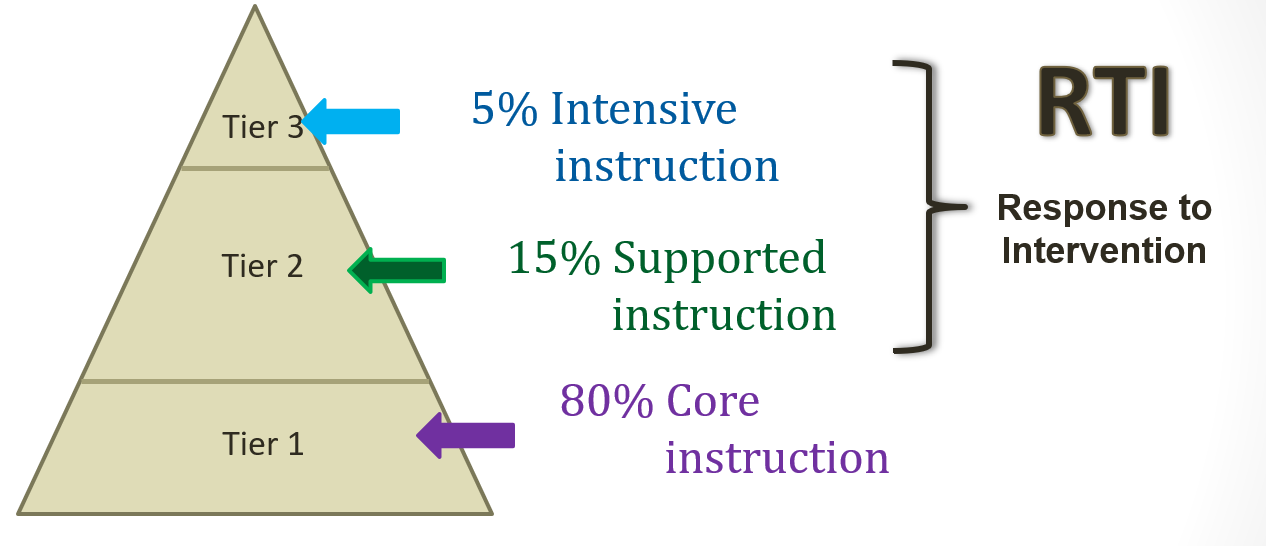 Tier 3
5% Intensive
instruction
Tier 2
15% Supported
instruction
Tier 1
80% Core
instruction
RTI
Response to
Intervention